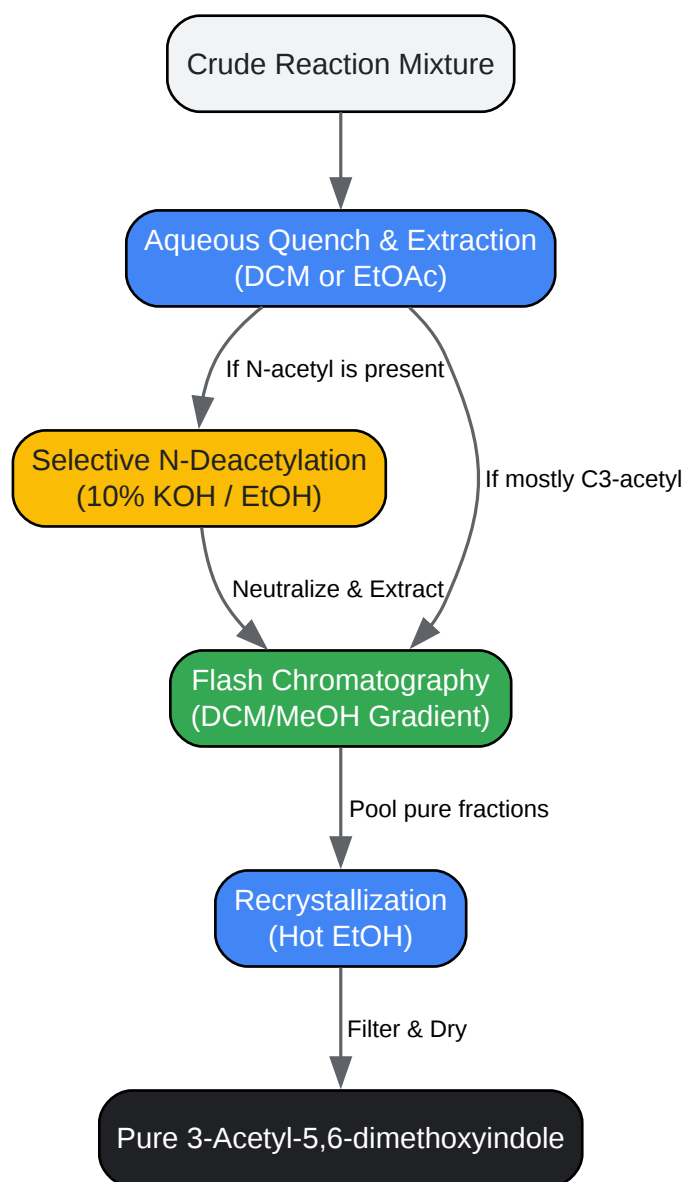 Crude Reaction Mixture
Aqueous Quench & Extraction
(DCM or EtOAc)
If N-acetyl is present
Selective N-Deacetylation
(10% KOH / EtOH)
If mostly C3-acetyl
Neutralize & Extract
Flash Chromatography
(DCM/MeOH Gradient)
Pool pure fractions
Recrystallization
(Hot EtOH)
Filter & Dry
Pure 3-Acetyl-5,6-dimethoxyindole